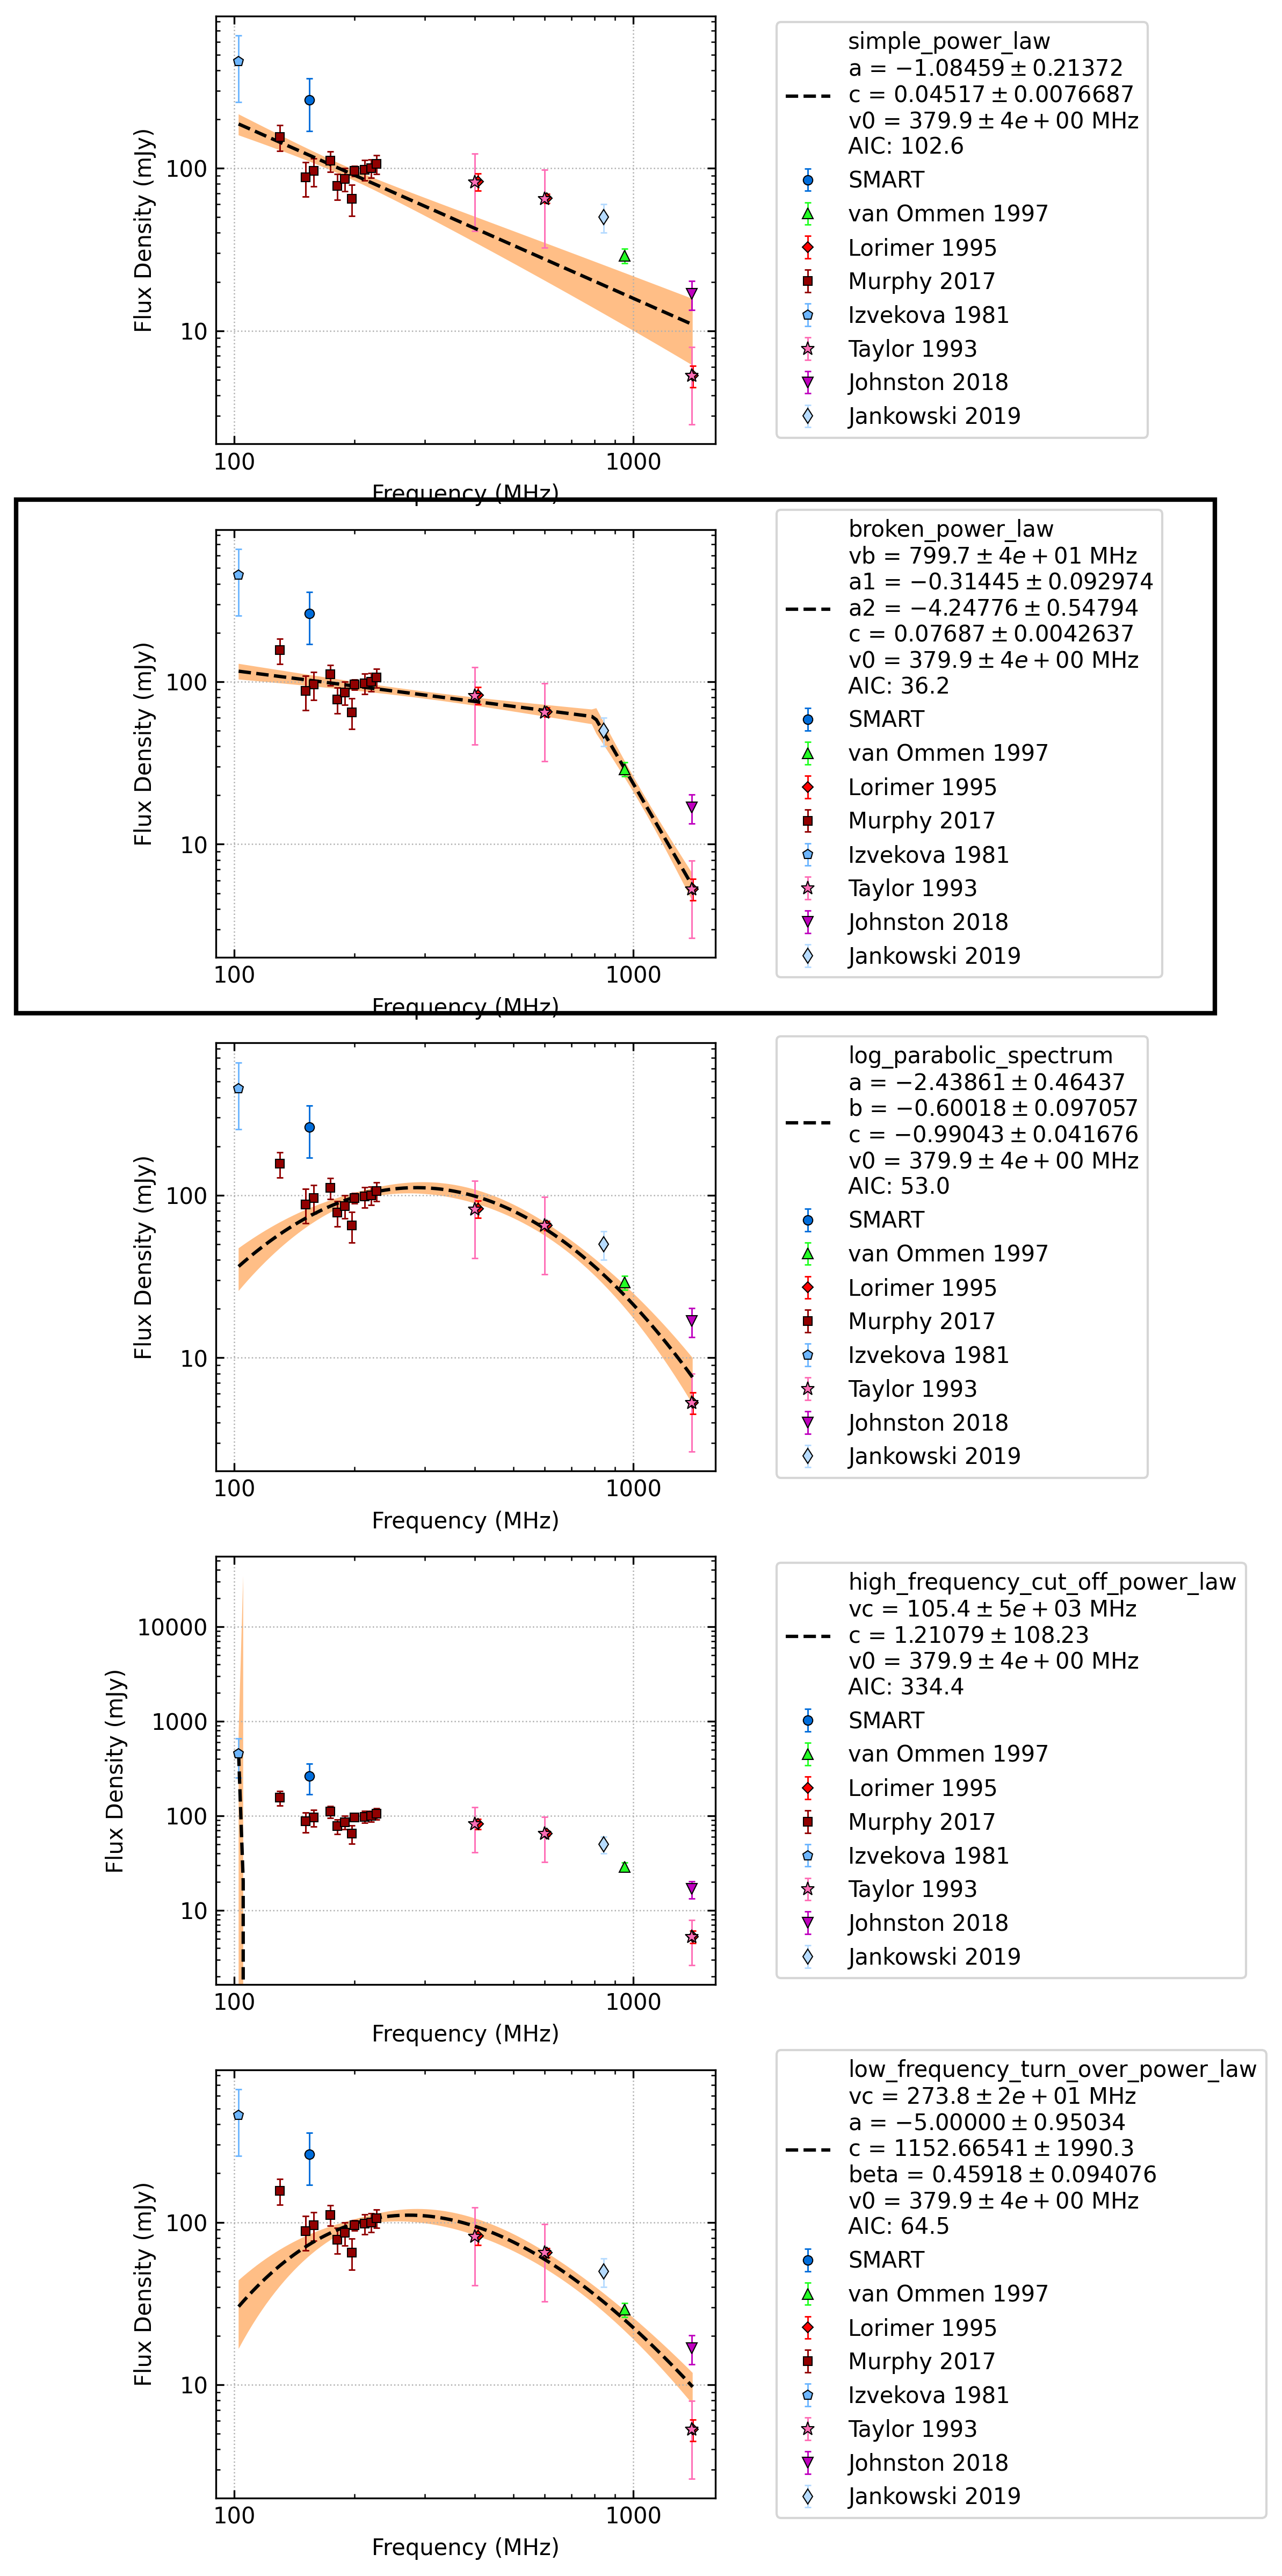 simple_power_law
a = −1.08459 ± 0.21372
c = 0.04517 ± 0.0076687
v0 = 379.9 ± 4e + 00 MHz
AIC: 102.6
SMART
van Ommen 1997
Lorimer 1995
Murphy 2017
Izvekova 1981
Taylor 1993
Johnston 2018
Jankowski 2019
Flux Density (mJy)
100
10
100
1000
Frequency (MHz)
broken_power_law
vb = 799.7 ± 4e + 01 MHz
a1 = −0.31445 ± 0.092974
a2 = −4.24776 ± 0.54794
c = 0.07687 ± 0.0042637
v0 = 379.9 ± 4e + 00 MHz
AIC: 36.2
SMART
van Ommen 1997
Lorimer 1995
Murphy 2017
Izvekova 1981
Taylor 1993
Johnston 2018
Jankowski 2019
Flux Density (mJy)
100
10
100
1000
Frequency (MHz)
log_parabolic_spectrum
a = −2.43861 ± 0.46437
b = −0.60018 ± 0.097057
c = −0.99043 ± 0.041676
v0 = 379.9 ± 4e + 00 MHz
AIC: 53.0
SMART
van Ommen 1997
Lorimer 1995
Murphy 2017
Izvekova 1981
Taylor 1993
Johnston 2018
Jankowski 2019
Flux Density (mJy)
100
10
100
1000
Frequency (MHz)
high_frequency_cut_off_power_law
vc = 105.4 ± 5e + 03 MHz
c = 1.21079 ± 108.23
v0 = 379.9 ± 4e + 00 MHz
AIC: 334.4
SMART
van Ommen 1997
Lorimer 1995
Murphy 2017
Izvekova 1981
Taylor 1993
Johnston 2018
Jankowski 2019
Flux Density (mJy)
10000
1000
100
10
100
1000
Frequency (MHz)
low_frequency_turn_over_power_law
vc = 273.8 ± 2e + 01 MHz
a = −5.00000 ± 0.95034
c = 1152.66541 ± 1990.3
beta = 0.45918 ± 0.094076
v0 = 379.9 ± 4e + 00 MHz
AIC: 64.5
SMART
van Ommen 1997
Lorimer 1995
Murphy 2017
Izvekova 1981
Taylor 1993
Johnston 2018
Jankowski 2019
Flux Density (mJy)
100
10
100
1000
Frequency (MHz)